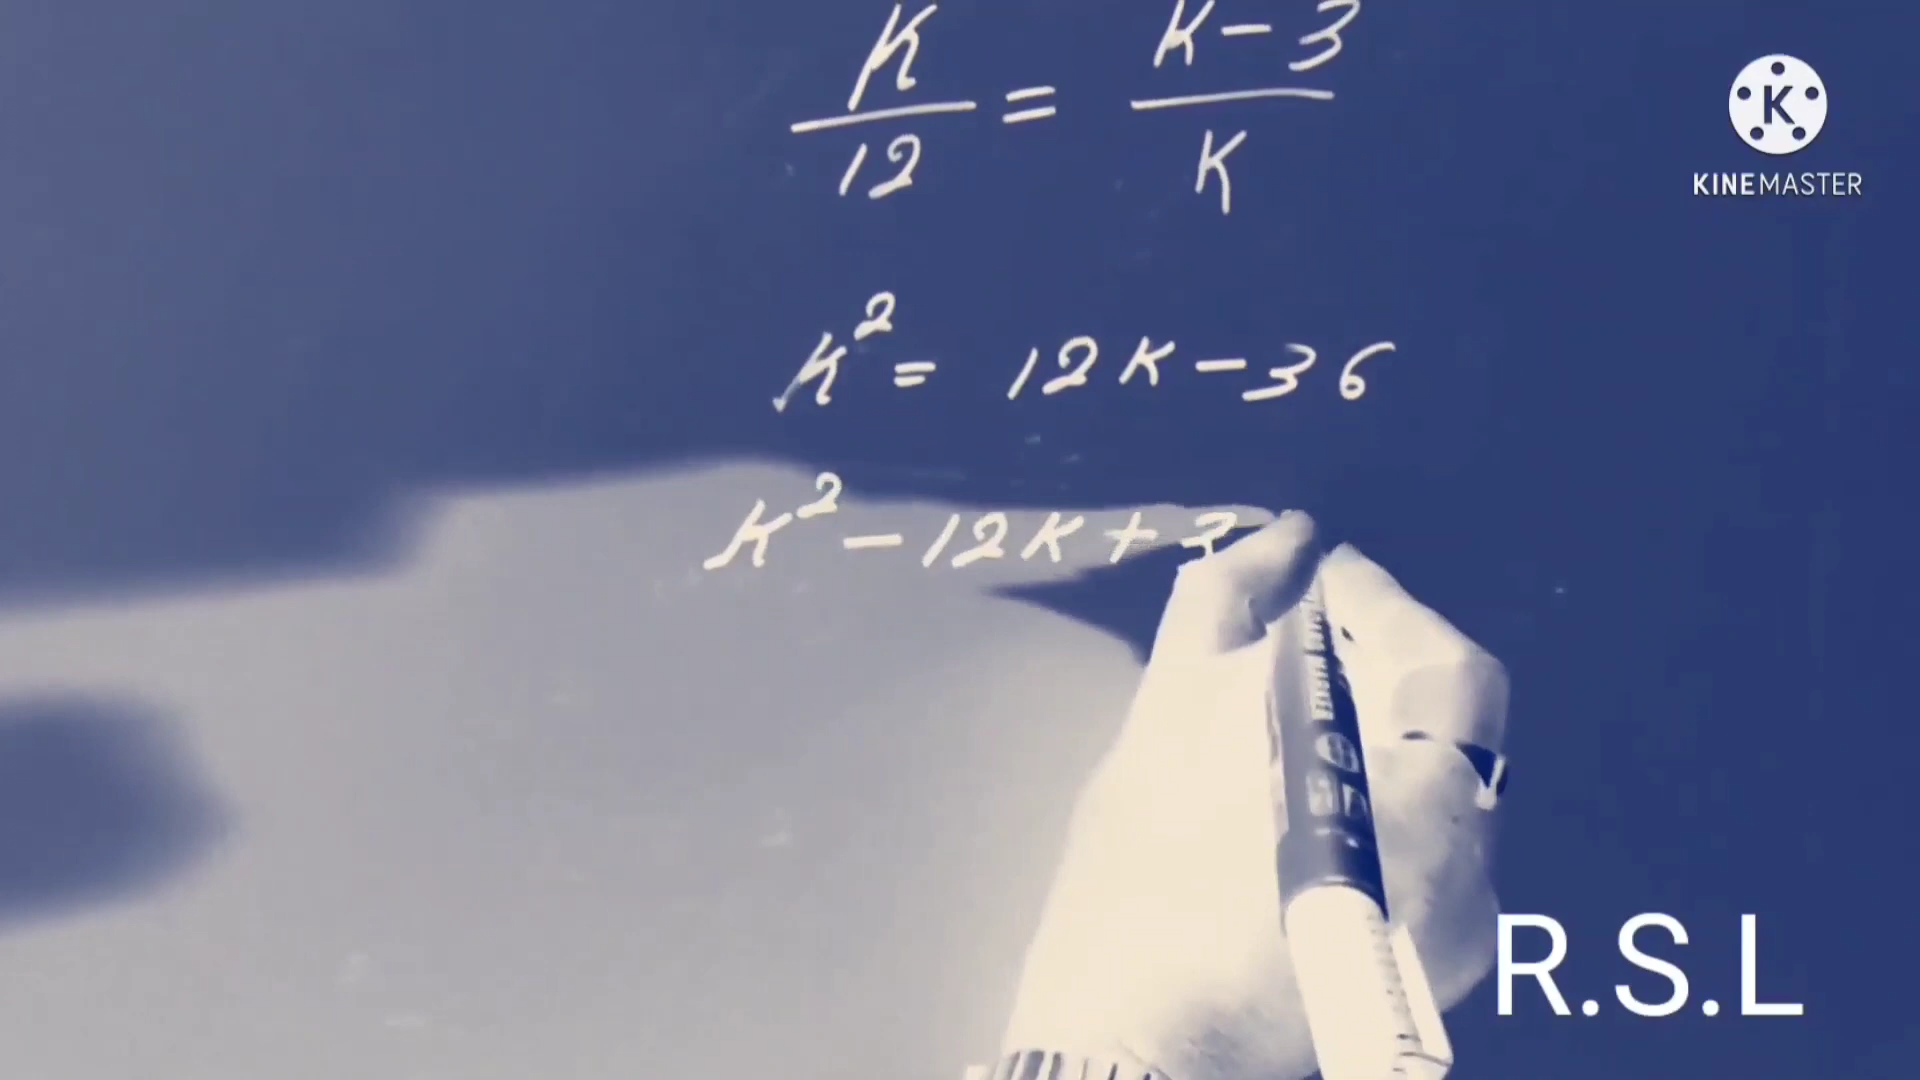 K/12 = K-3/K
K² = 12K-36
K² - 12K + 3
K
KINEMASTER
R.S.L